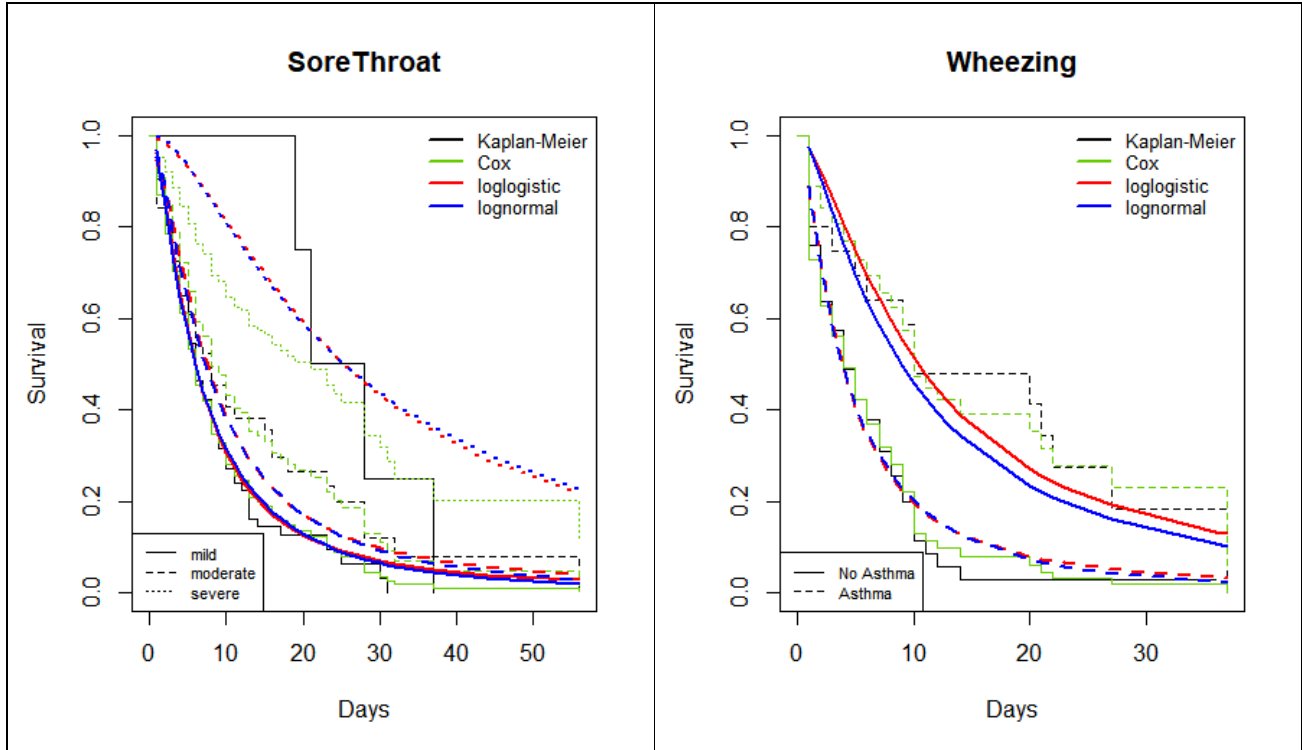 SoreThroat
Kaplan-Meier
Cox
loglogistic
lognormal
Survival
0.0
0.2
0.4
0.6
0.8
1.0
mild
moderate
severe
0 10 20 30 40 50
Days
Wheezing
Kaplan-Meier
Cox
loglogistic
lognormal
Survival
0.0
0.2
0.4
0.6
0.8
1.0
No Asthma
Asthma
0 10 20 30
Days